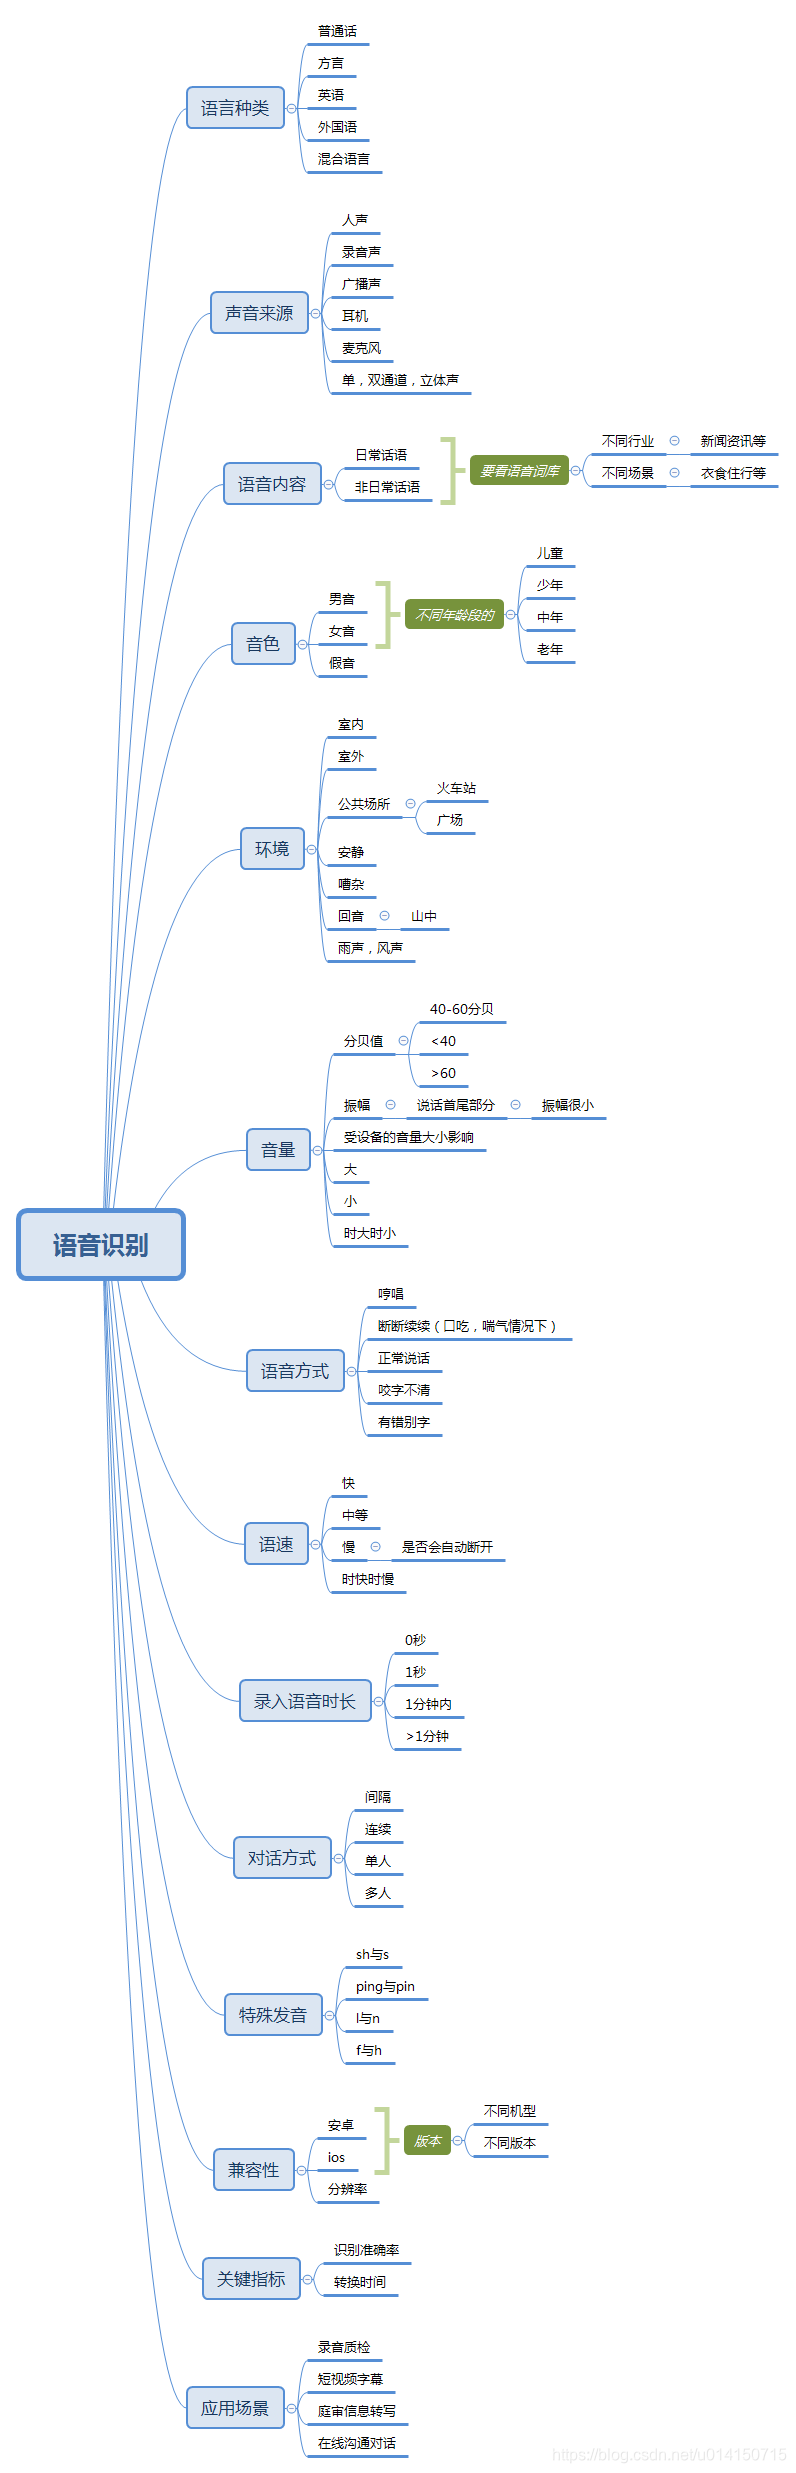 普通话
方言
英语
外国语
混合语言
语言种类
人声
录音声
广播声
耳机
麦克风
单，双通道，立体声
声音来源
日常话语
非日常话语
语音内容
要看语音词库
不同行业
新闻资讯等
不同场景
衣食住行等
男音
女音
假音
音色
不同年龄段的
儿童
少年
中年
老年
室内
室外
公共场所
火车站
广场
安静
嘈杂
回音
山中
雨声，风声
环境
分贝值
40-60分贝
<40
>60
振幅
说话首尾部分
振幅很小
受设备的音量大小影响
大
小
时大时小
音量
语音识别
哼唱
断断续续（口吃，喘气情况下）
正常说话
咬字不清
有错别字
语音方式
快
中等
慢
是否会自动断开
时快时慢
语速
0秒
1秒
1分钟内
>1分钟
录入语音时长
间隔
连续
单人
多人
对话方式
sh与s
ping与pin
l与n
f与h
特殊发音
安卓
ios
分辨率
兼容性
版本
不同机型
不同版本
识别准确率
转换时间
关键指标
录音质检
短视频字幕
庭审信息转写
在线沟通对话
应用场景
https://blog.csdn.net/u014150715